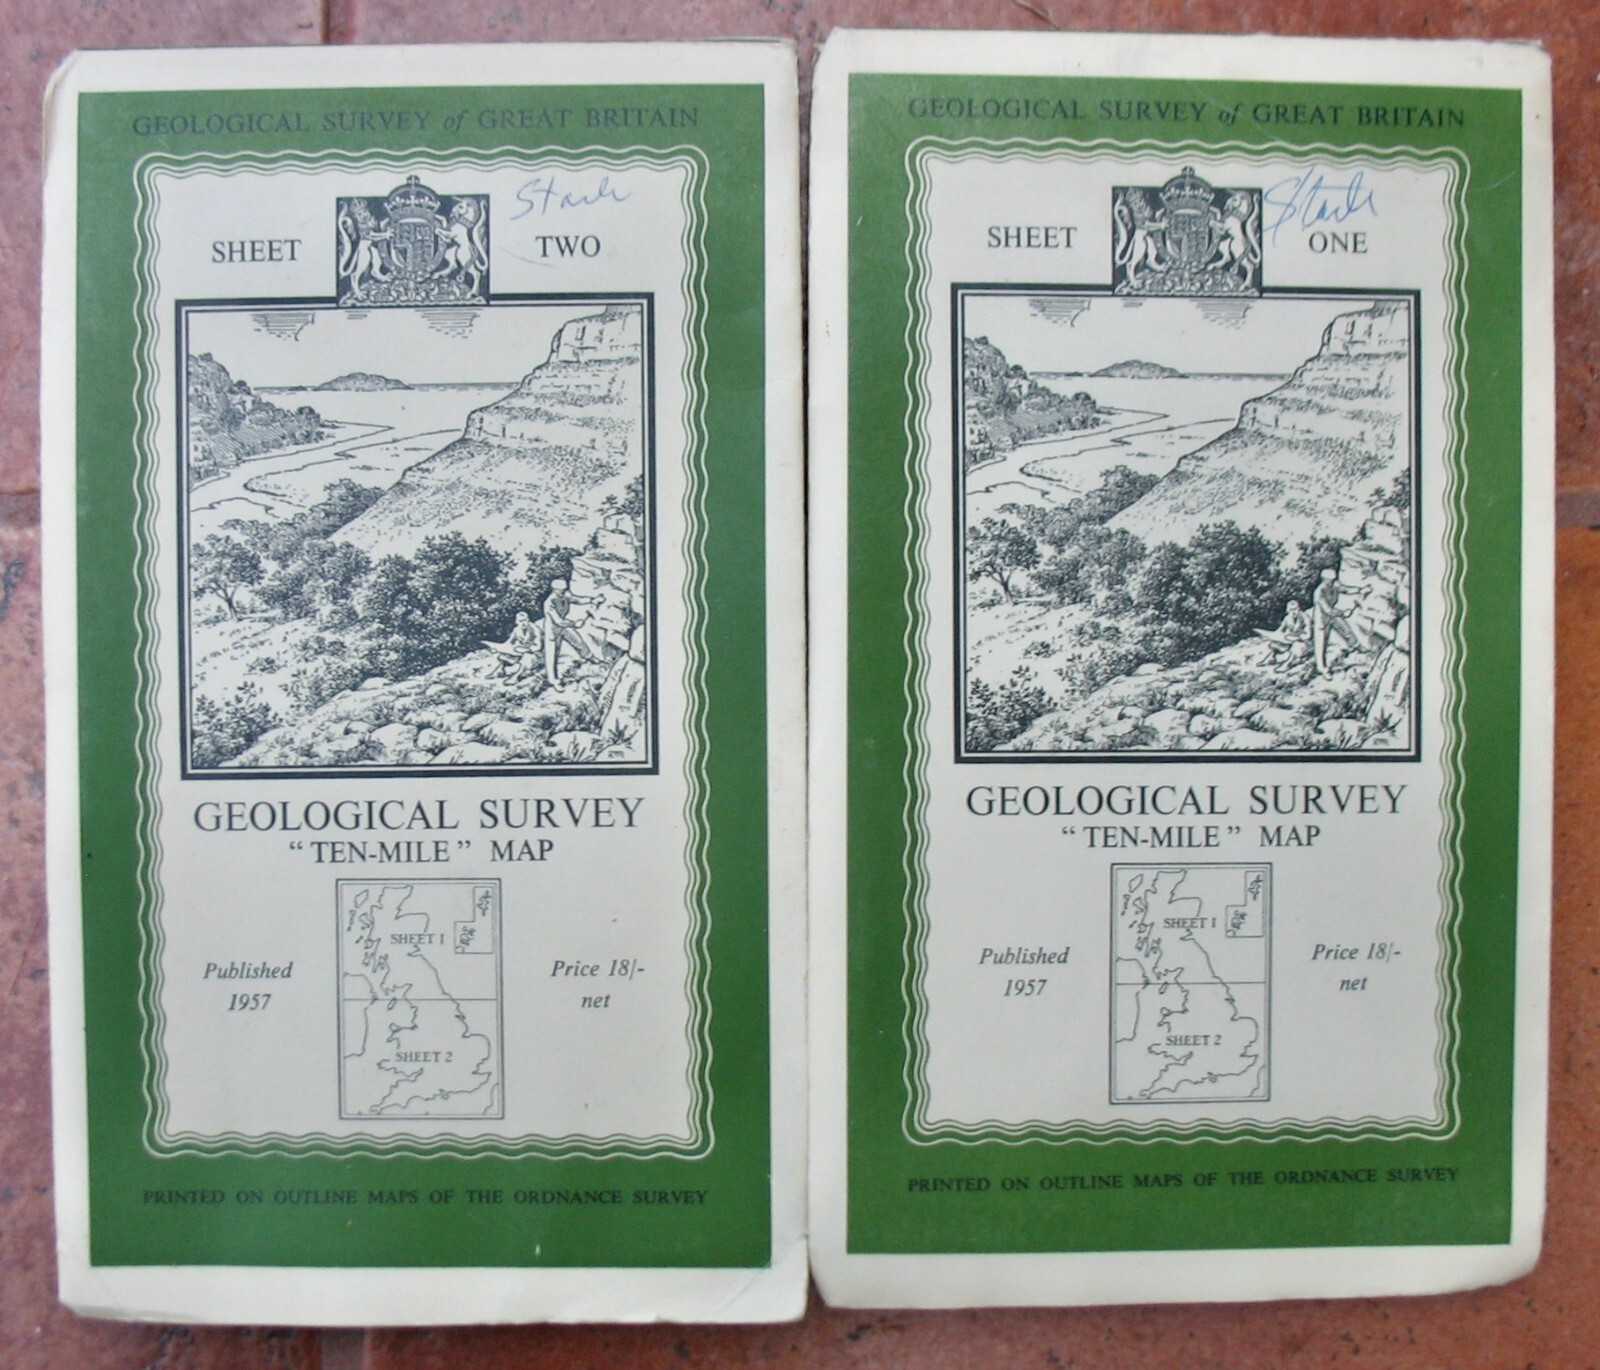 GEOLOGICAL SURVEY of GREAT BRITAIN
SHEET TWO
GEOLOGICAL SURVEY
“TEN-MILE” MAP
SHEET 1
Published
1957
Price 18/-
net
SHEET 2
PRINTED ON OUTLINE MAPS OF THE ORDNANCE SURVEY
GEOLOGICAL SURVEY of GREAT BRITAIN
SHEET ONE
GEOLOGICAL SURVEY
“TEN-MILE” MAP
SHEET 1
Published
1957
Price 18/-
net
SHEET 2
PRINTED ON OUTLINE MAPS OF THE ORDNANCE SURVEY